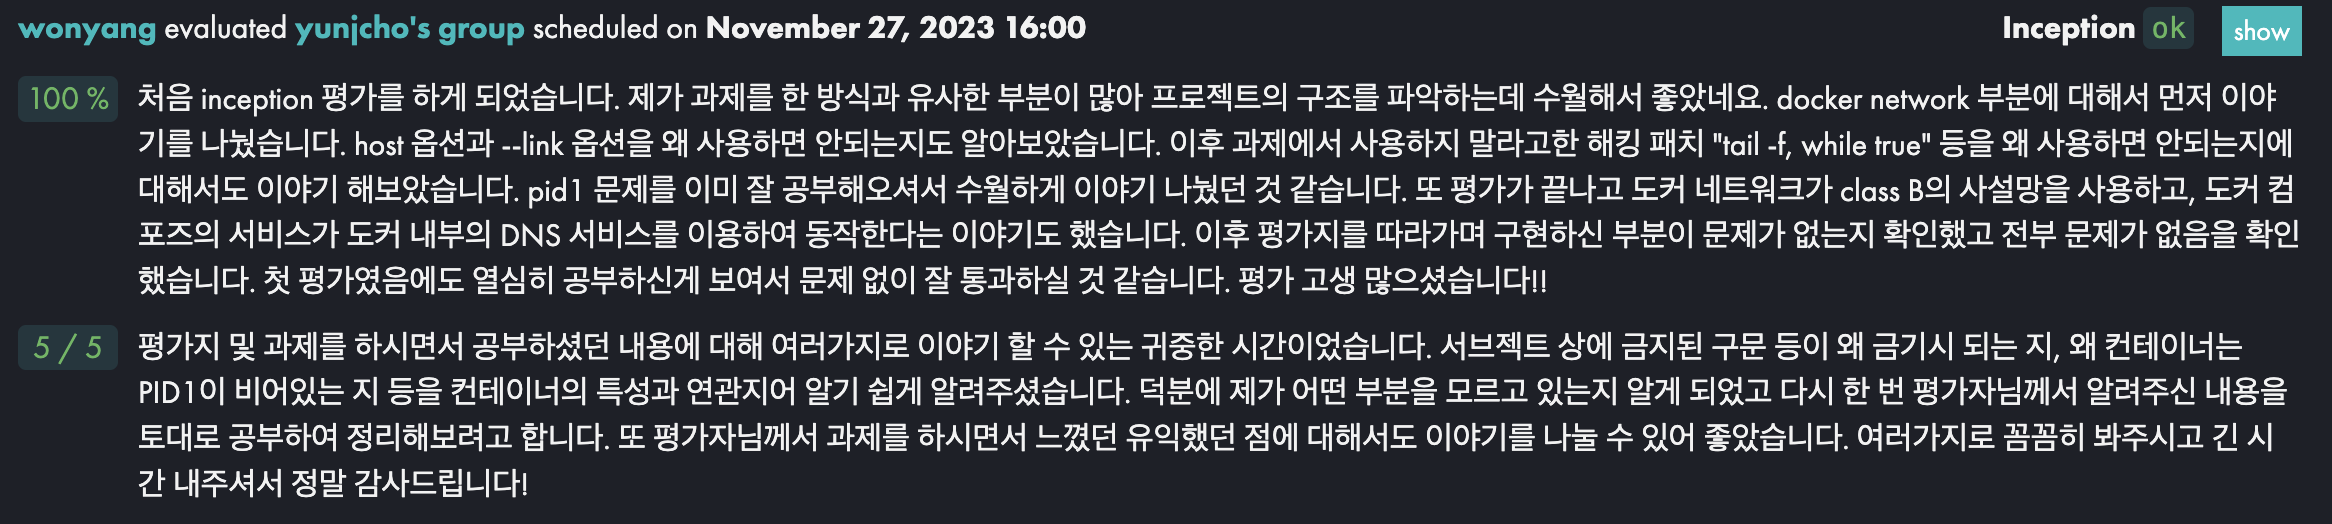 wonyang evaluated yunjcho's group scheduled on November 27, 2023 16:00 Inception ok show
100 % 처음 inception 평가를 하게 되었습니다. 제가 과제를 한 방식과 유사한 부분이 많아 프로젝트의 구조를 파악하는데 수월해서 좋았네요. docker network 부분에 대해서 먼저 이야
기를 나눴습니다. host 옵션과 --link 옵션을 왜 사용하면 안되는지도 알아보았습니다. 이후 과제에서 사용하지 말라고한 해킹 패치 "tail -f, while true" 등을 왜 사용하면 안되는지에
대해서도 이야기 해보았습니다. pid1 문제를 이미 잘 공부해오셔서 수월하게 이야기 나눴던 것 같습니다. 또 평가가 끝나고 도커 네트워크가 class B의 사설망을 사용하고, 도커 컴
포즈의 서비스가 도커 내부의 DNS 서비스를 이용하여 동작한다는 이야기도 했습니다. 이후 평가지를 따라가며 구현하신 부분이 문제가 없는지 확인했고 전부 문제가 없음을 확인
했습니다. 첫 평가였음에도 열심히 공부하신게 보여서 문제 없이 잘 통과하실 것 같습니다. 평가 고생 많으셨습니다!!
5 / 5 평가지 및 과제를 하시면서 공부하셨던 내용에 대해 여러가지로 이야기 할 수 있는 귀중한 시간이었습니다. 서브젝트 상에 금지된 구문 등이 왜 금기시 되는 지, 왜 컨테이너는
PID1이 비어있는 지 등을 컨테이너의 특성과 연관지어 알기 쉽게 알려주셨습니다. 덕분에 제가 어떤 부분을 모르고 있는지 알게 되었고 다시 한 번 평가자님께서 알려주신 내용을
토대로 공부하여 정리해보려고 합니다. 또 평가자님께서 과제를 하시면서 느꼈던 유익했던 점에 대해서도 이야기를 나눌 수 있어 좋았습니다. 여러가지로 꼼꼼히 봐주시고 긴 시
간 내주셔서 정말 감사드립니다!